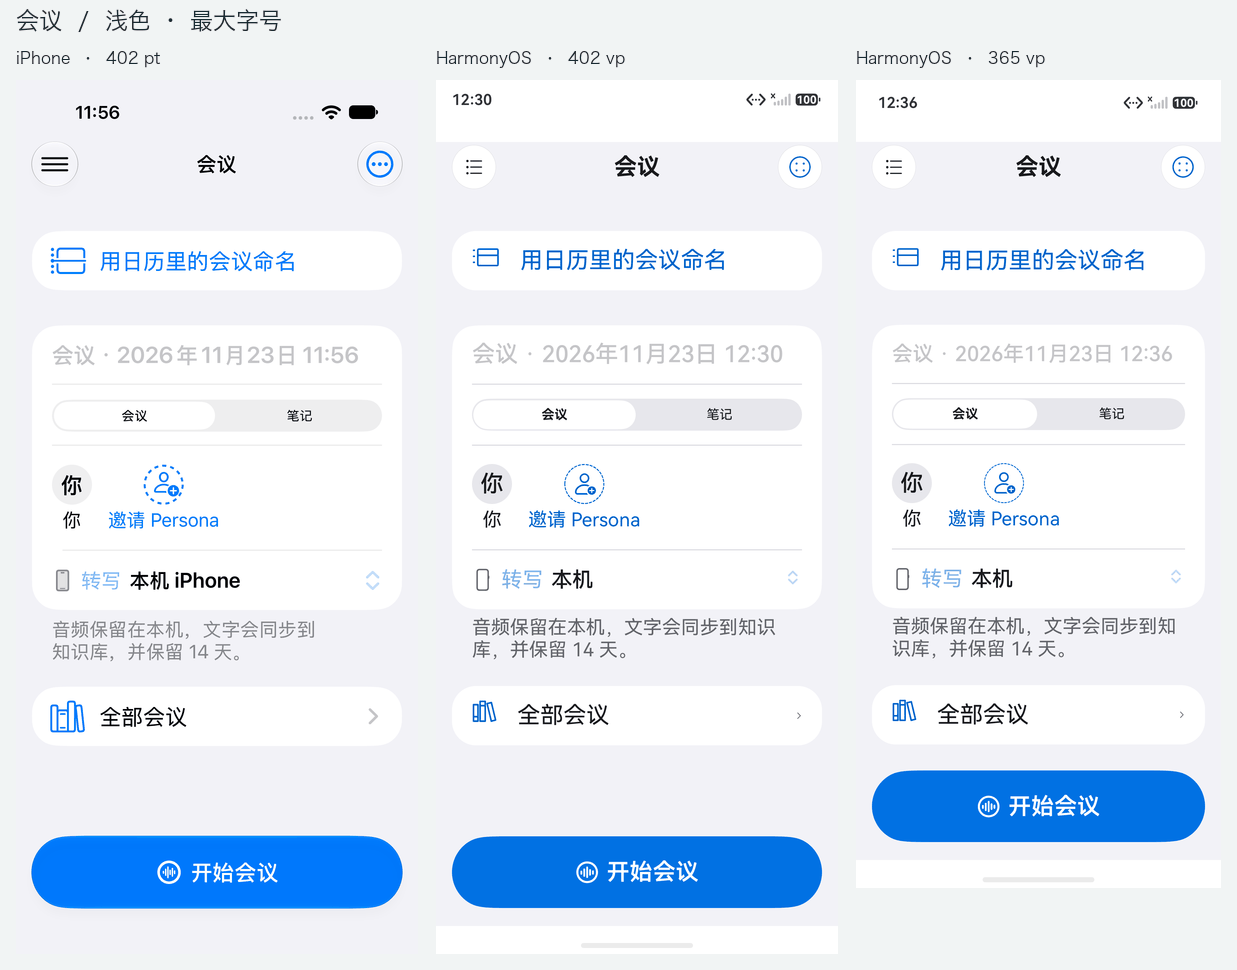 会议 / 浅色 · 最大字号
iPhone · 402 pt
11:56
会议
用日历里的会议命名
会议 · 2026年11月23日 11:56
会议
笔记
你
你
邀请 Persona
转写 本机 iPhone
音频保留在本机，文字会同步到
知识库，并保留 14 天。
全部会议
开始会议
HarmonyOS · 402 vp
12:30
100
会议
用日历里的会议命名
会议 · 2026年11月23日 12:30
会议
笔记
你
你
邀请 Persona
转写 本机
音频保留在本机，文字会同步到知识
库，并保留 14 天。
全部会议
开始会议
HarmonyOS · 365 vp
12:36
100
会议
用日历里的会议命名
会议 · 2026年11月23日 12:36
会议
笔记
你
你
邀请 Persona
转写 本机
音频保留在本机，文字会同步到知
识库，并保留 14 天。
全部会议
开始会议